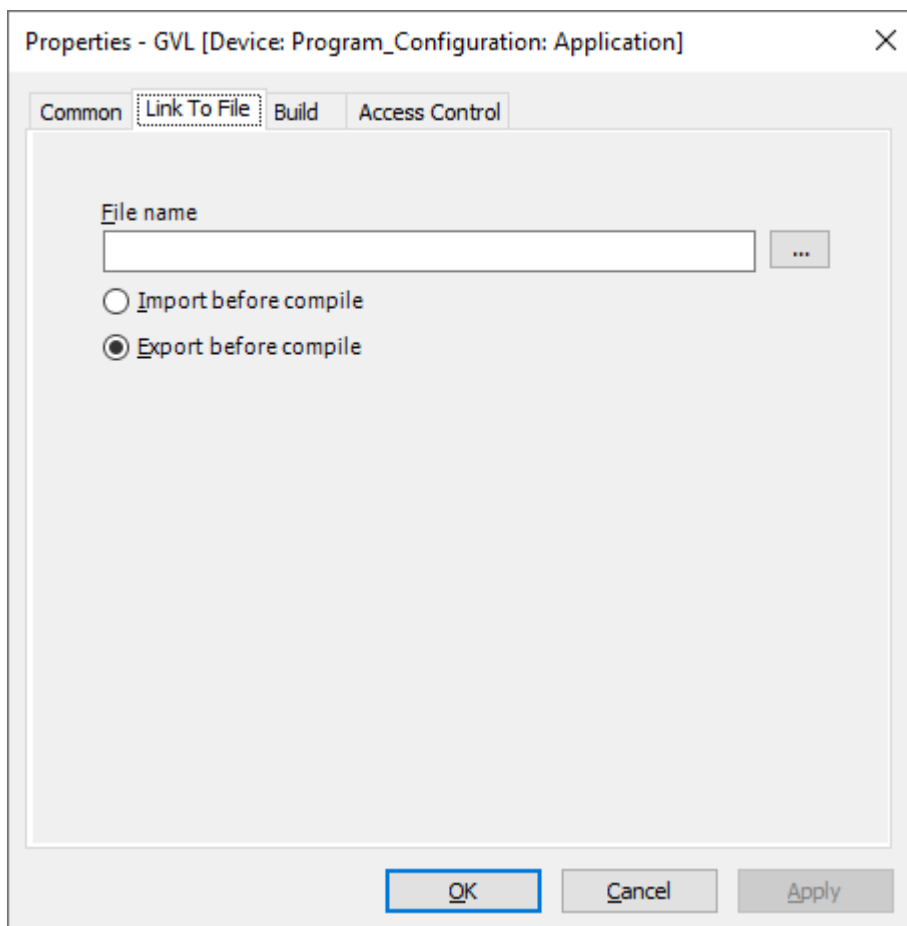 Properties - GVL [Device: Program_Configuration: Application]
Common Link To File Build Access Control
File name
...
Import before compile
Export before compile
OK Cancel Apply